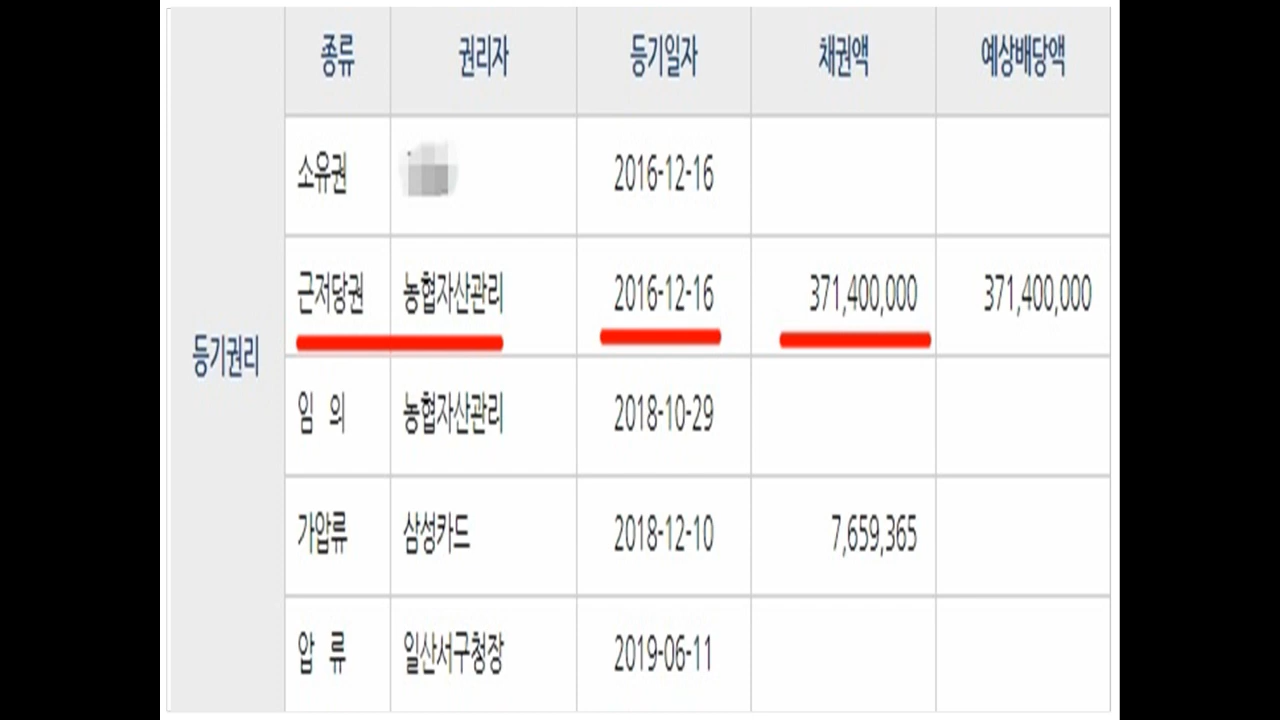 종류 권리자 등기일자 채권액 예상배당액
소유권 2016-12-16
근저당권 농협자산관리 2016-12-16 371,400,000 371,400,000
등기권리
임 의 농협자산관리 2018-10-29
가압류 삼성카드 2018-12-10 7,659,365
압 류 일산서구청장 2019-06-11